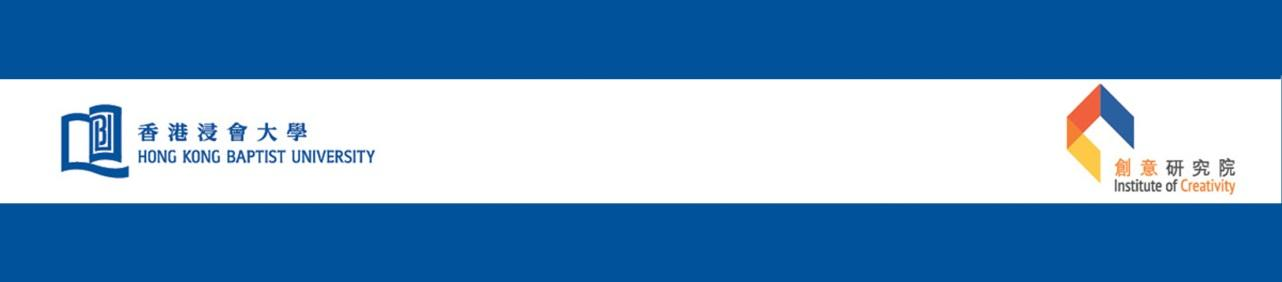 香港浸會大學
HONG KONG BAPTIST UNIVERSITY
創意研究院
Institute of Creativity